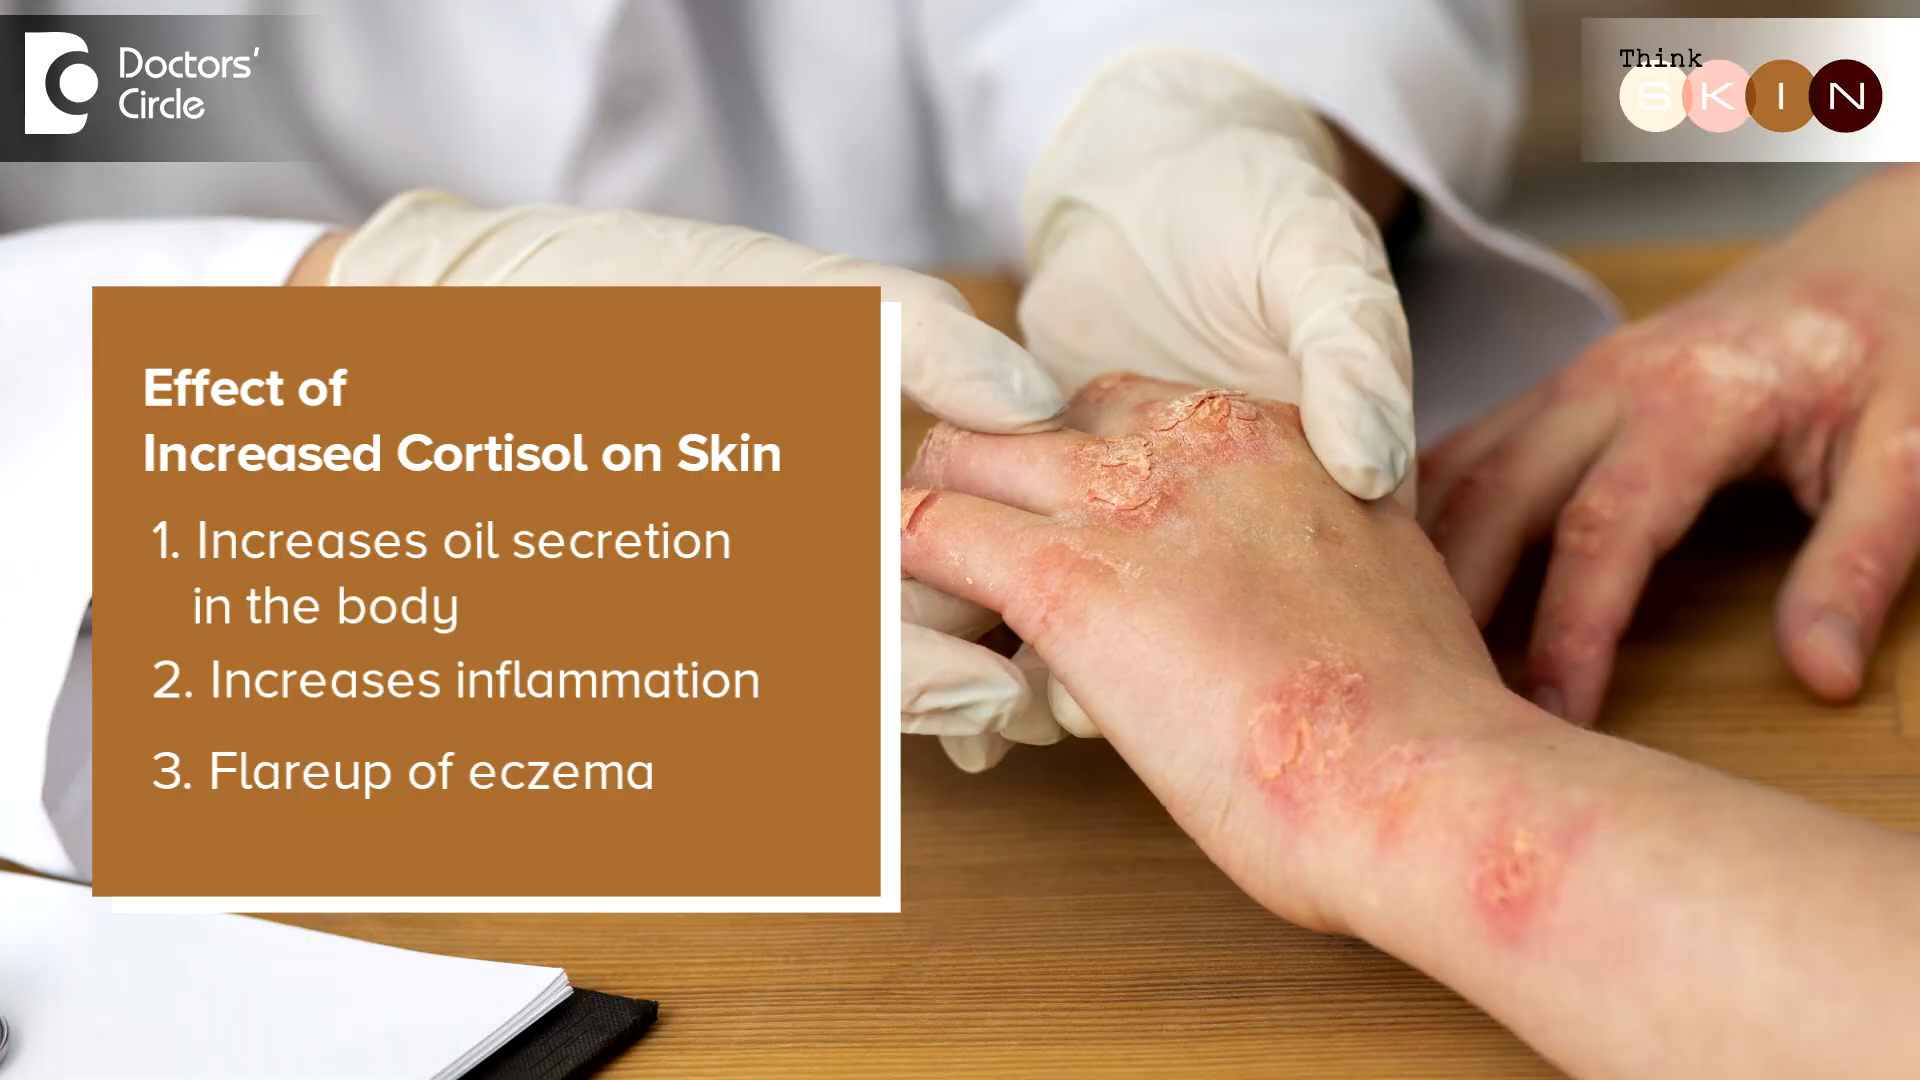 Doctors'
Circle
Think
SKIN
Effect of
Increased Cortisol on Skin
1. Increases oil secretion
in the body
2. Increases inflammation
3. Flareup of eczema